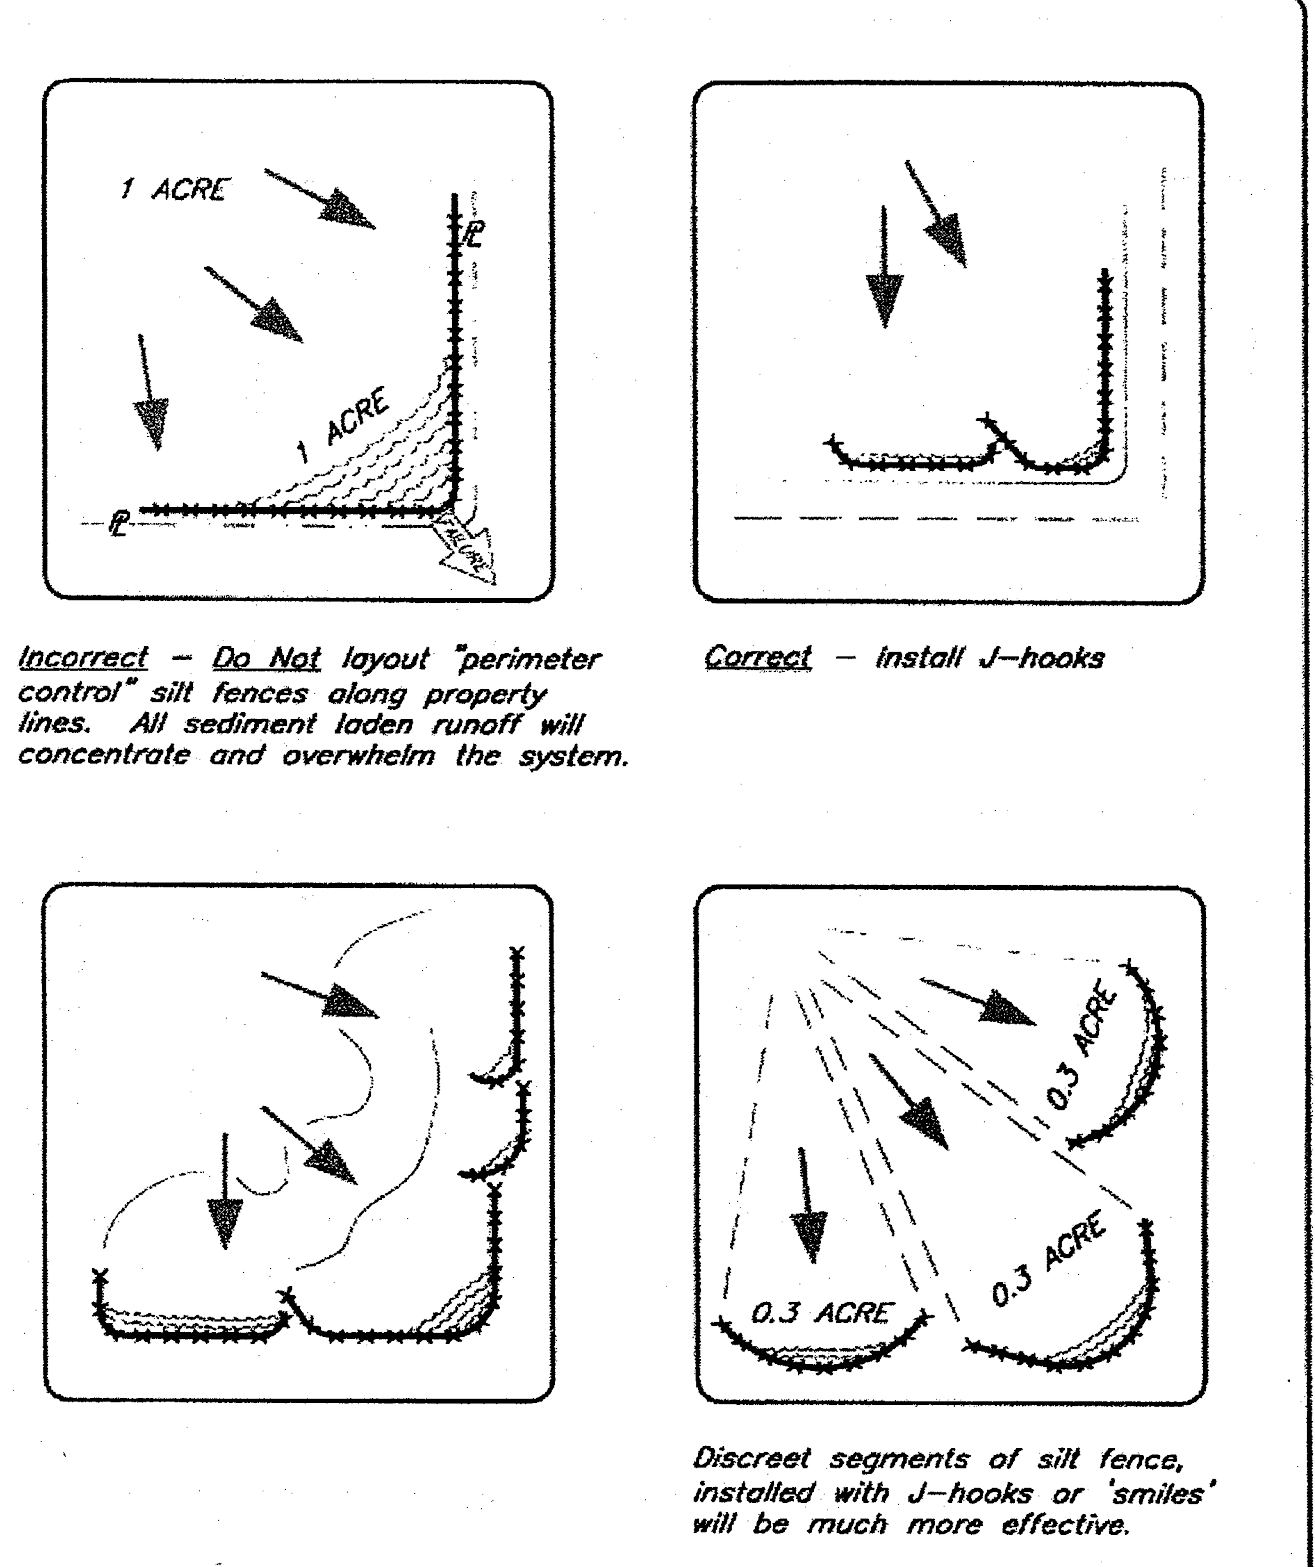 1 ACRE
PL
1 ACRE
PL
FAILURE
Incorrect – Do Not layout "perimeter
control" silt fences along property
lines. All sediment laden runoff will
concentrate and overwhelm the system.
Correct – Install J–hooks
0.3 ACRE
0.3 ACRE
0.3 ACRE
Discreet segments of silt fence,
installed with J–hooks or 'smiles'
will be much more effective.